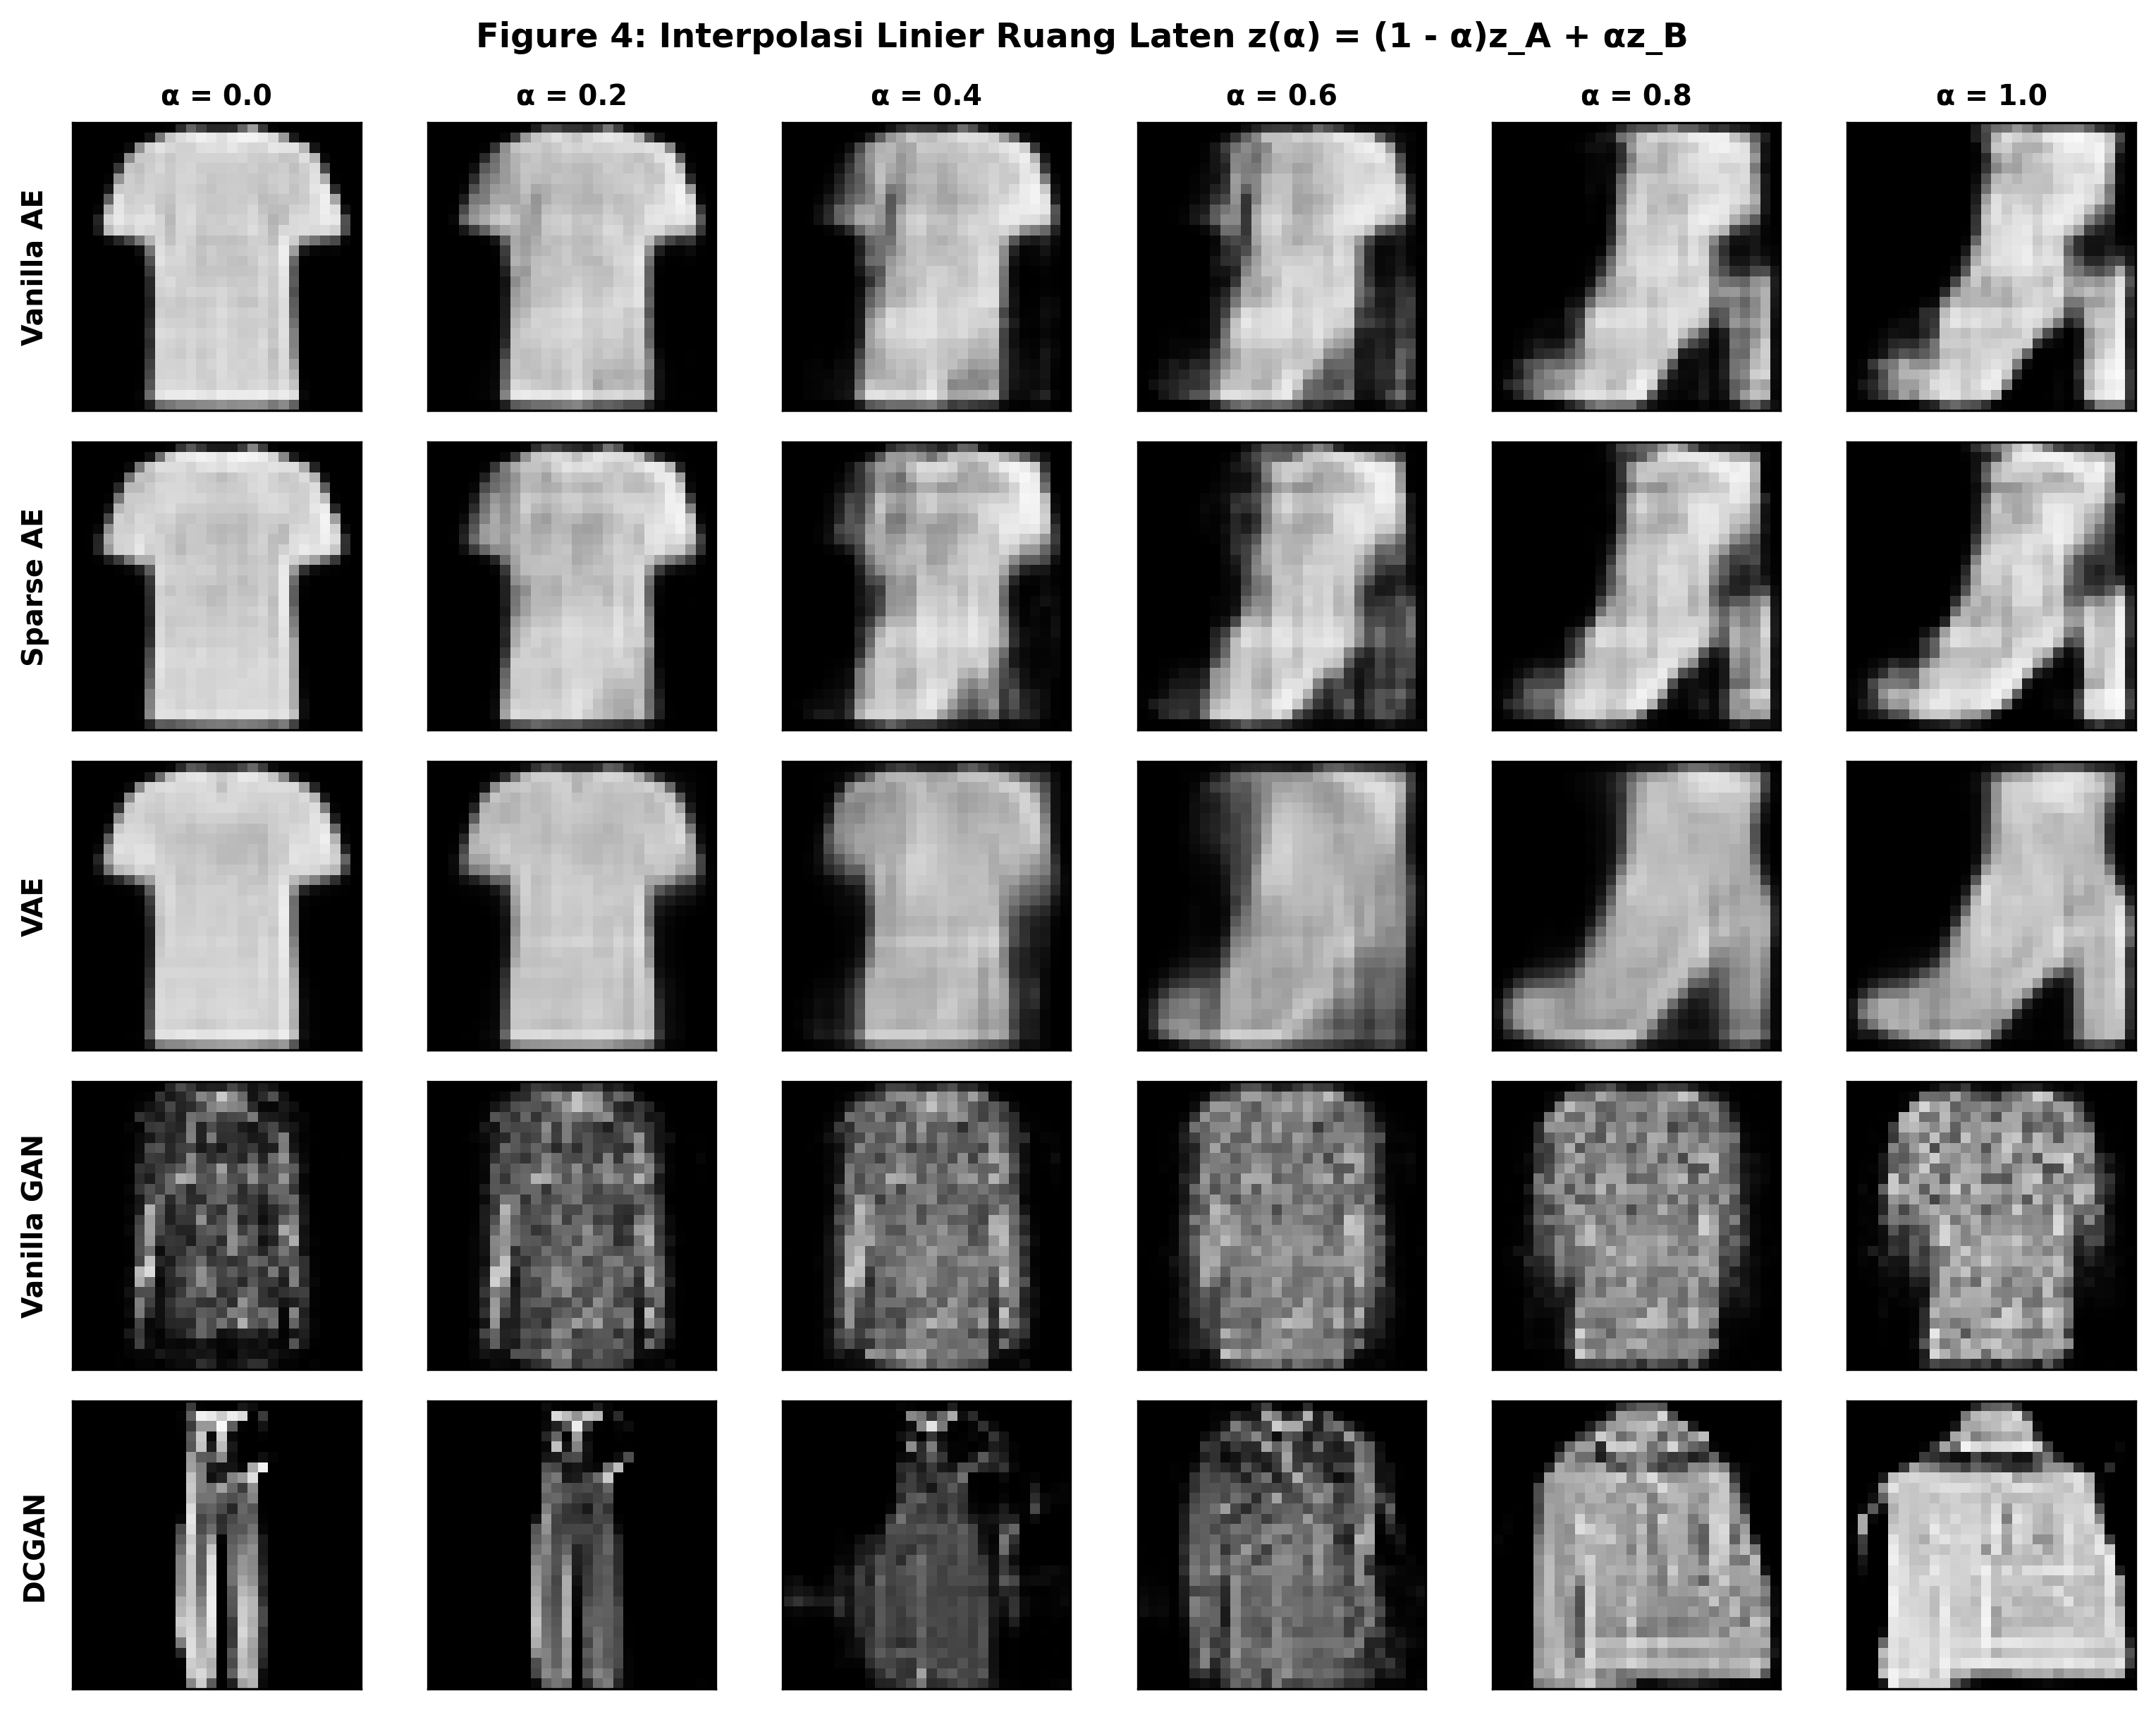 Figure 4: Interpolasi Linier Ruang Laten z(α) = (1 - α)z_A + αz_B
α = 0.0 α = 0.2 α = 0.4 α = 0.6 α = 0.8 α = 1.0
Vanilla AE
Sparse AE
VAE
Vanilla GAN
DCGAN